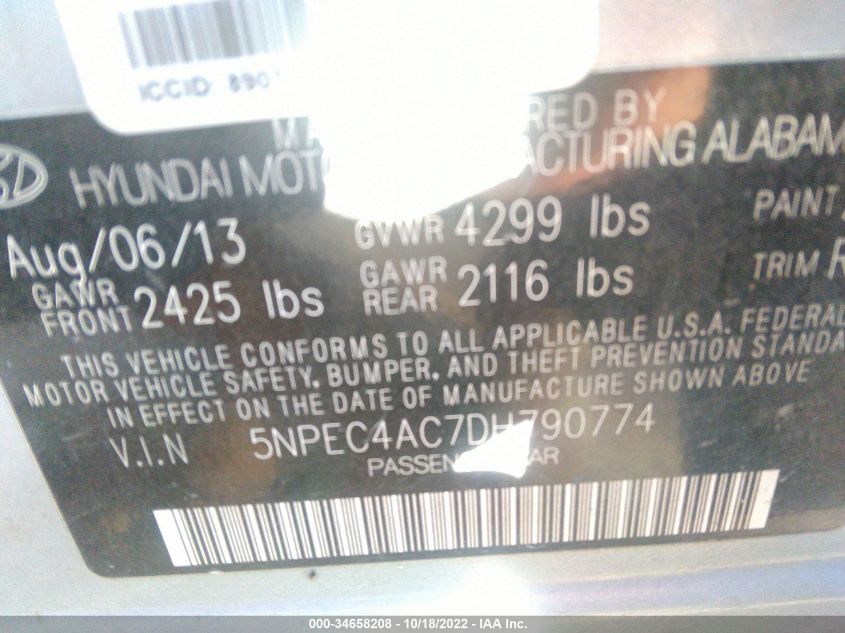 ICCID: 890
HYUNDAI MOT ACTURING ALABAM
RED BY
Aug/06/13 GVWR 4299 lbs PAINT
GAWR FRONT 2425 lbs GAWR REAR 2116 lbs TRIM R
THIS VEHICLE CONFORMS TO ALL APPLICABLE U.S.A. FEDERAL
MOTOR VEHICLE SAFETY, BUMPER, AND THEFT PREVENTION STANDA
IN EFFECT ON THE DATE OF MANUFACTURE SHOWN ABOVE
V.I.N 5NPEC4AC7DH790774
PASSEN AR
000-34658208 - 10/18/2022 - IAA Inc.